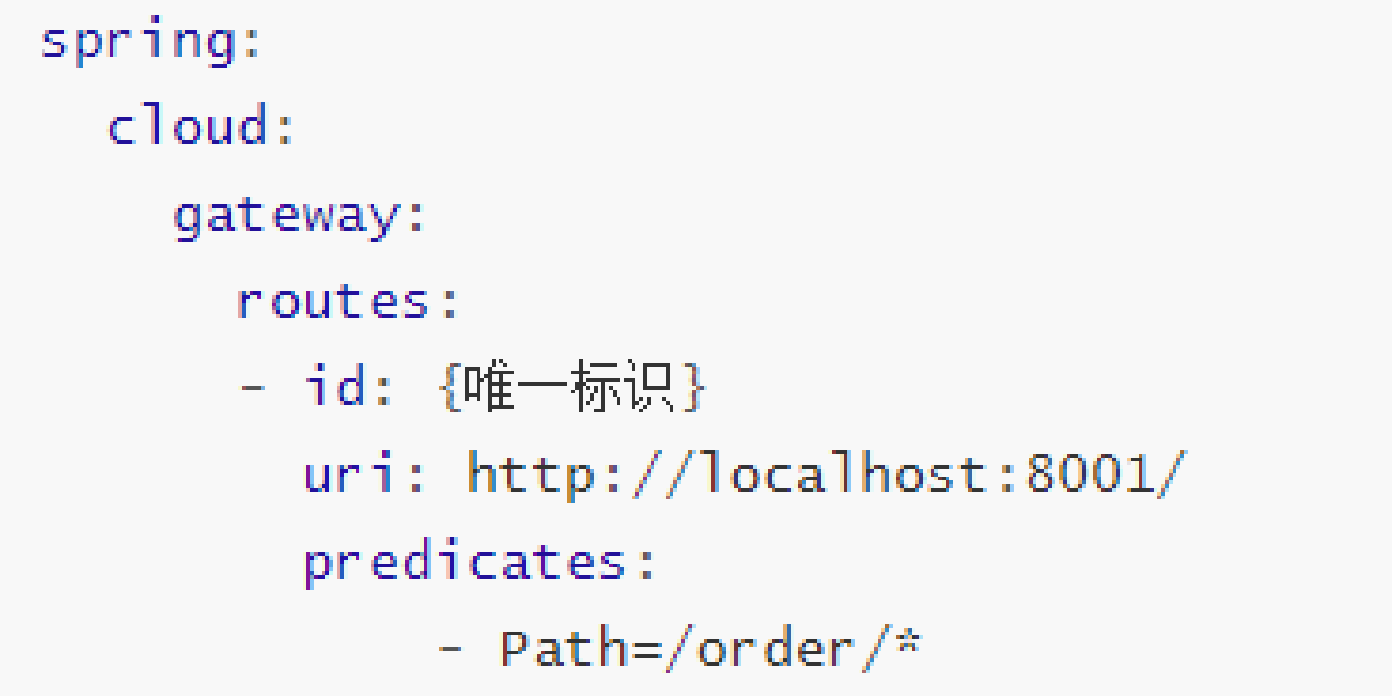 spring:
  cloud:
    gateway:
      routes:
      - id: {唯一标识}
        uri: http://localhost:8001/
        predicates:
            - Path=/order/*